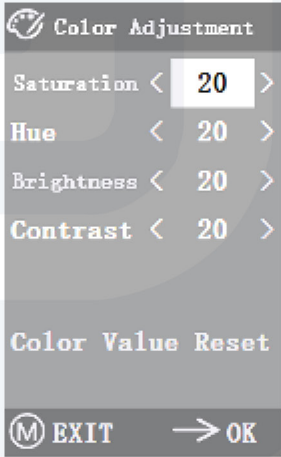 Color Adjustment
Saturation < 20 >
Hue < 20 >
Brightness < 20 >
Contrast < 20 >
Color Value Reset
M EXIT → OK